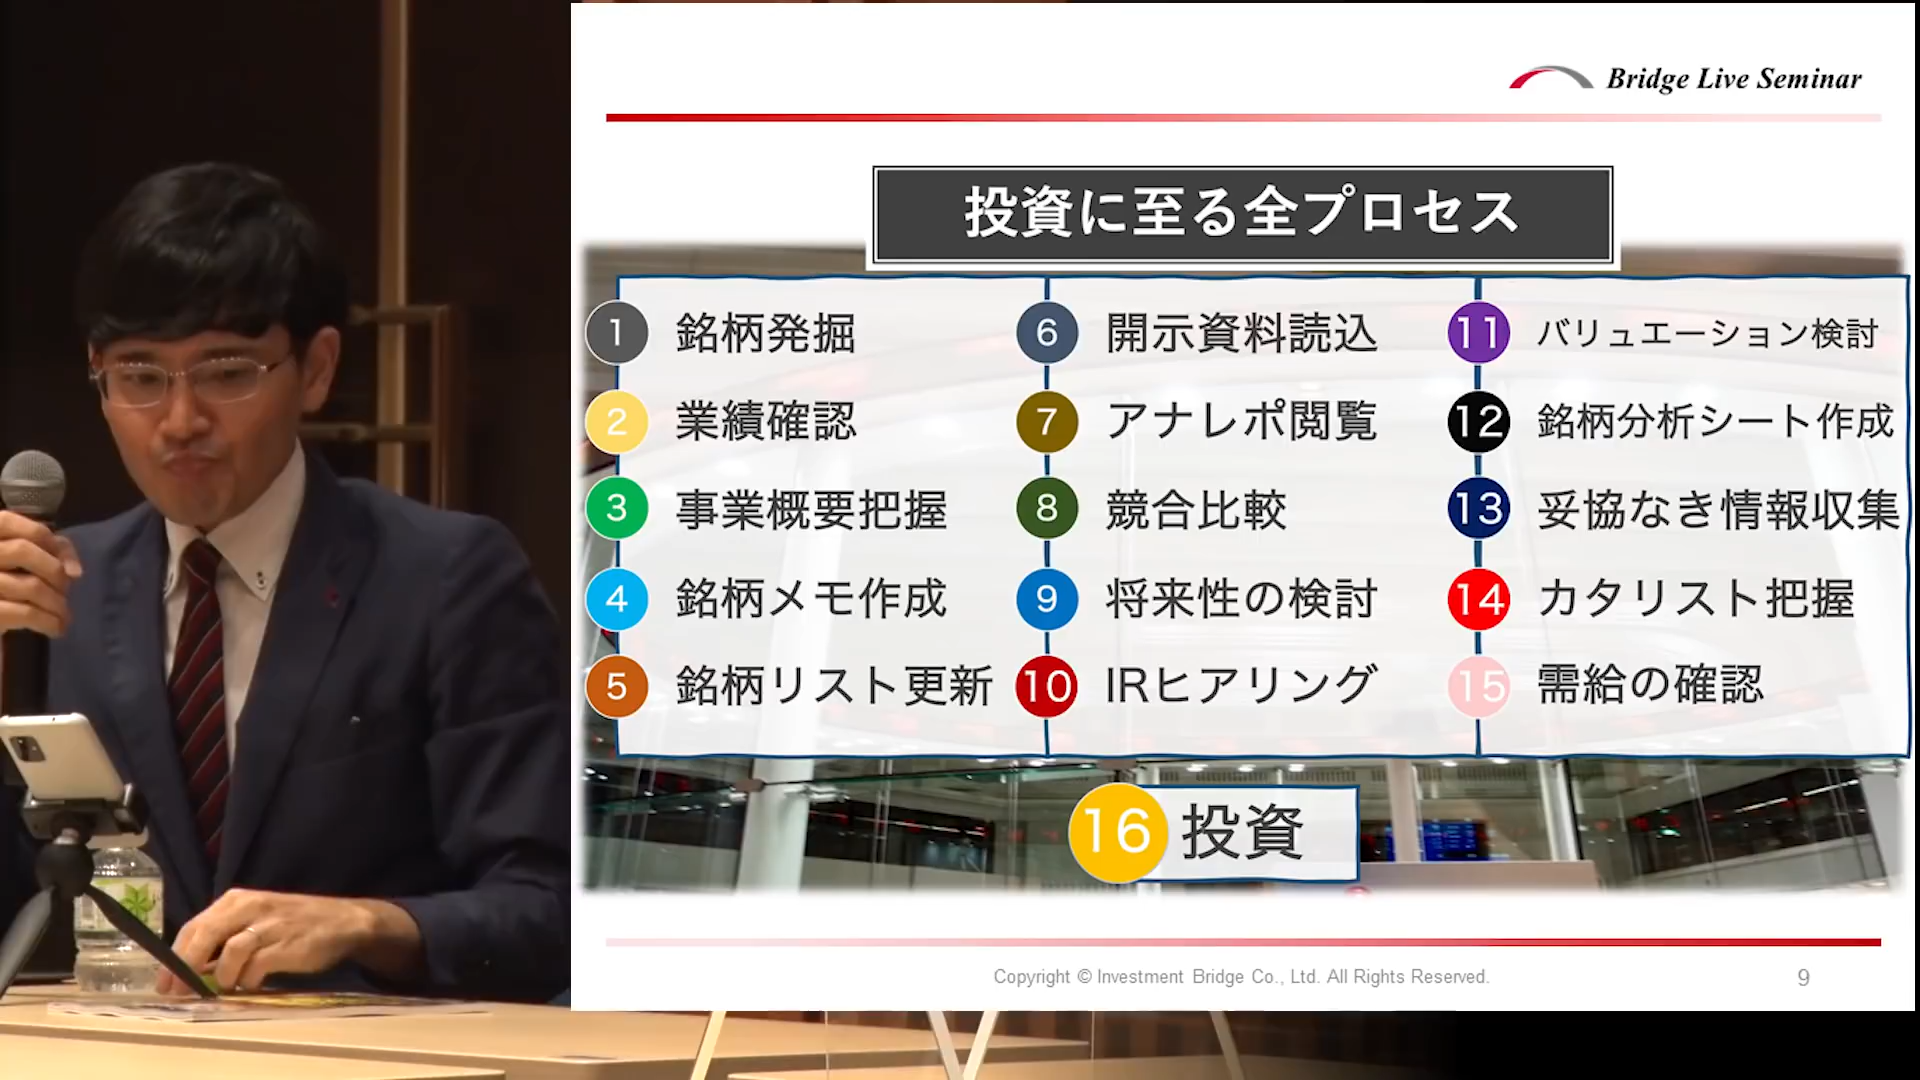 Bridge Live Seminar
投資に至る全プロセス
1 銘柄発掘
2 業績確認
3 事業概要把握
4 銘柄メモ作成
5 銘柄リスト更新
6 開示資料読込
7 アナレポ閲覧
8 競合比較
9 将来性の検討
10 IRヒアリング
11 バリュエーション検討
12 銘柄分析シート作成
13 妥協なき情報収集
14 カタリスト把握
15 需給の確認
16 投資
Copyright © Investment Bridge Co., Ltd. All Rights Reserved.
9